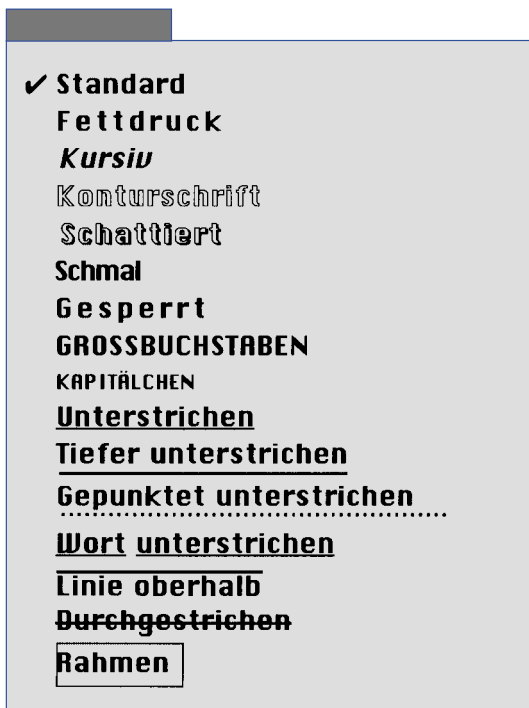 ✔ Standard
Fettdruck
Kursiv
Konturschrift
Schattiert
Schmal
Gesperrt
GROSSBUCHSTABEN
KAPITÄLCHEN
Unterstrichen
Tiefer unterstrichen
Gepunktet unterstrichen
Wort unterstrichen
Linie oberhalb
Durchgestrichen
Rahmen